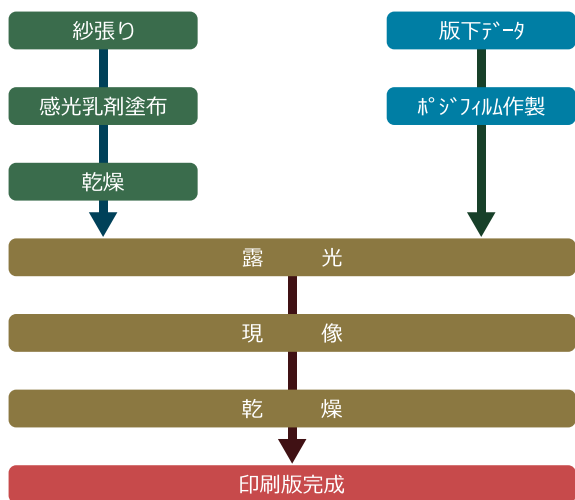 紗張り
版下ﾃﾞｰﾀ
感光乳剤塗布
ﾎﾟｼﾞﾌｨﾙﾑ作製
乾燥
露　　光
現　　像
乾　　燥
印刷版完成